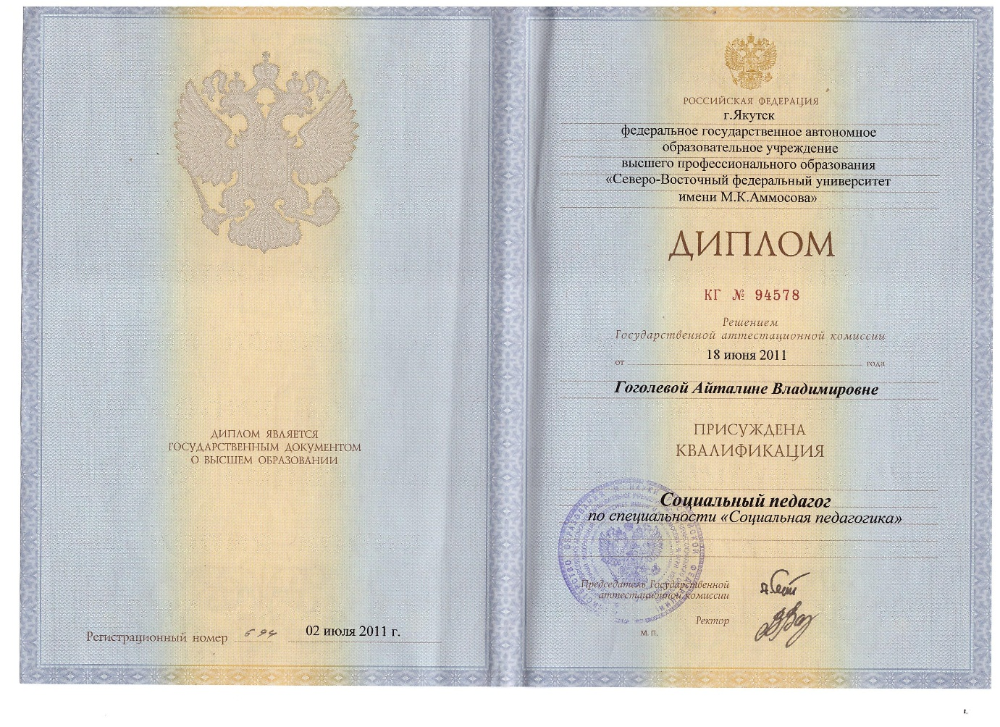 ДИПЛОМ ЯВЛЯЕТСЯ
ГОСУДАРСТВЕННЫМ ДОКУМЕНТОМ
О ВЫСШЕМ ОБРАЗОВАНИИ
Регистрационный номер 694 02 июля 2011 г.
РОССИЙСКАЯ ФЕДЕРАЦИЯ
г.Якутск
федеральное государственное автономное
образовательное учреждение
высшего профессионального образования
«Северо-Восточный федеральный университет
имени М.К.Аммосова»
ДИПЛОМ
КГ № 94578
Решением
Государственной аттестационной комиссии
от 18 июня 2011 года
Гоголевой Айталине Владимировне
ПРИСУЖДЕНА
КВАЛИФИКАЦИЯ
Социальный педагог
по специальности «Социальная педагогика»
Председатель Государственной
аттестационной комиссии
Ректор
М. П.